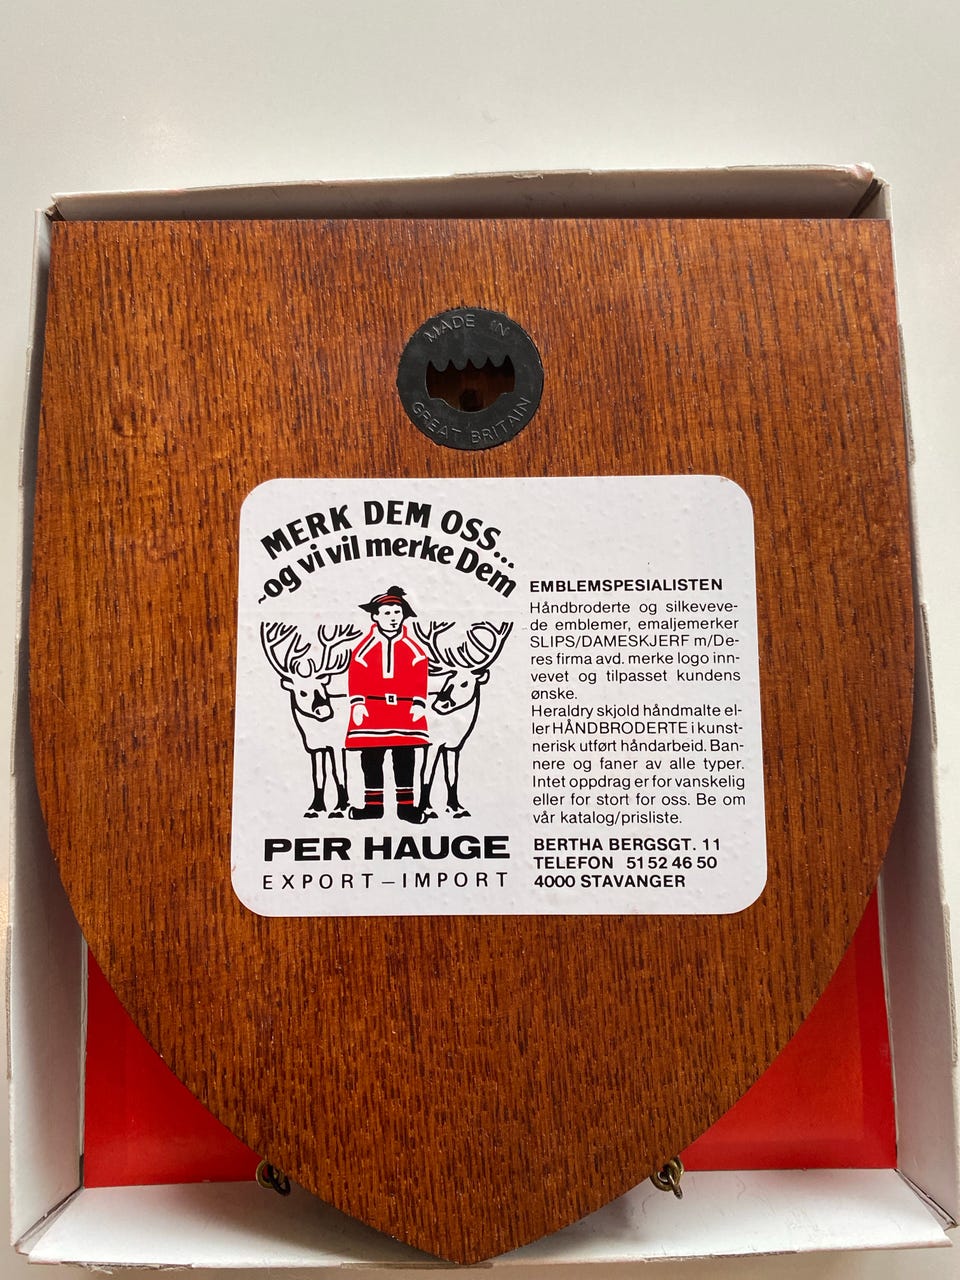 MADE IN
GREAT BRITAIN
MERK DEM OSS...
-og vi vil merke Dem
EMBLEMSPESIALISTEN
Håndbroderte og silkeveve-
de emblemer, emaljemerker
SLIPS/DAMESKJERF m/De-
res firma avd. merke logo inn-
vevet og tilpasset kundens
ønske.
Heraldry skjold håndmalte el-
ler HÅNDBRODERTE i kunst-
nerisk utført håndarbeid. Ban-
nere og faner av alle typer.
Intet oppdrag er for vanskelig
eller for stort for oss. Be om
vår katalog/prisliste.
PER HAUGE
EXPORT–IMPORT
BERTHA BERGSGT. 11
TELEFON 51 52 46 50
4000 STAVANGER